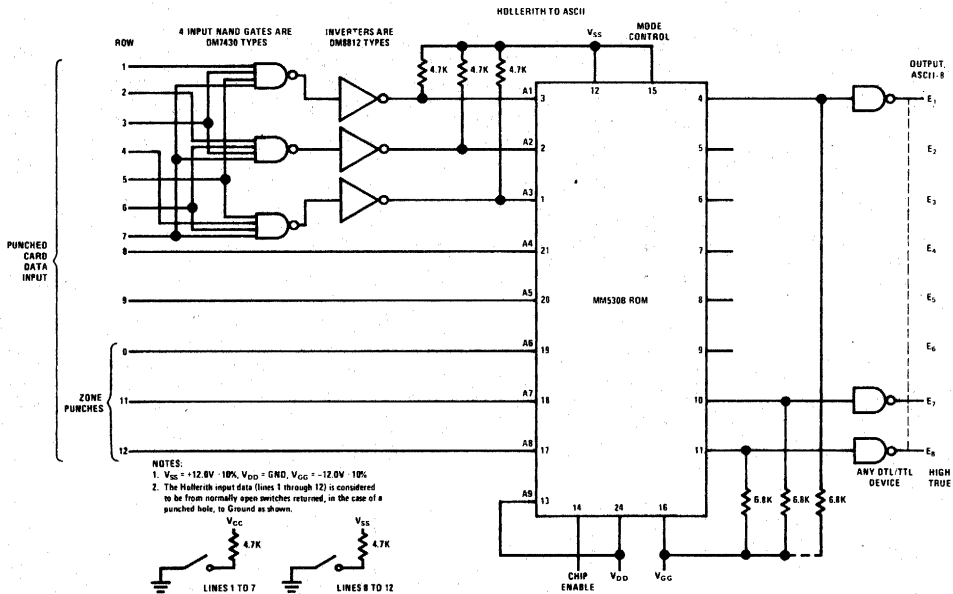 HOLLERITH TO ASCII
4 INPUT NAND GATES ARE
DM7430 TYPES
INVERTERS ARE
DM8812 TYPES
VSS
MODE
CONTROL
ROW
OUTPUT,
ASCII-8
4.7K
4.7K
4.7K
12
15
1
A1
3
4
E1
2
3
A2
2
5
E2
4
5
A3
1
6
E3
6
7
8
A4
21
7
E4
PUNCHED
CARD
DATA
INPUT
9
A5
20
MM530B ROM
8
E5
0
A6
19
9
E6
ZONE
PUNCHES
11
A7
18
10
E7
12
A8
17
11
E8
ANY DTL/TTL
DEVICE
HIGH
TRUE
NOTES:
1. VSS = +12.0V ·10%, VDD = GND, VGG = -12.0V ·10%
2. The Hollerith input data (lines 1 through 12) is considered
to be from normally open switches returned, in the case of a
punched hole, to Ground as shown.
A9
13
14
24
16
6.8K
6.8K
6.8K
VCC
4.7K
LINES 1 TO 7
VSS
4.7K
LINES 8 TO 12
CHIP
ENABLE
VDD
VGG